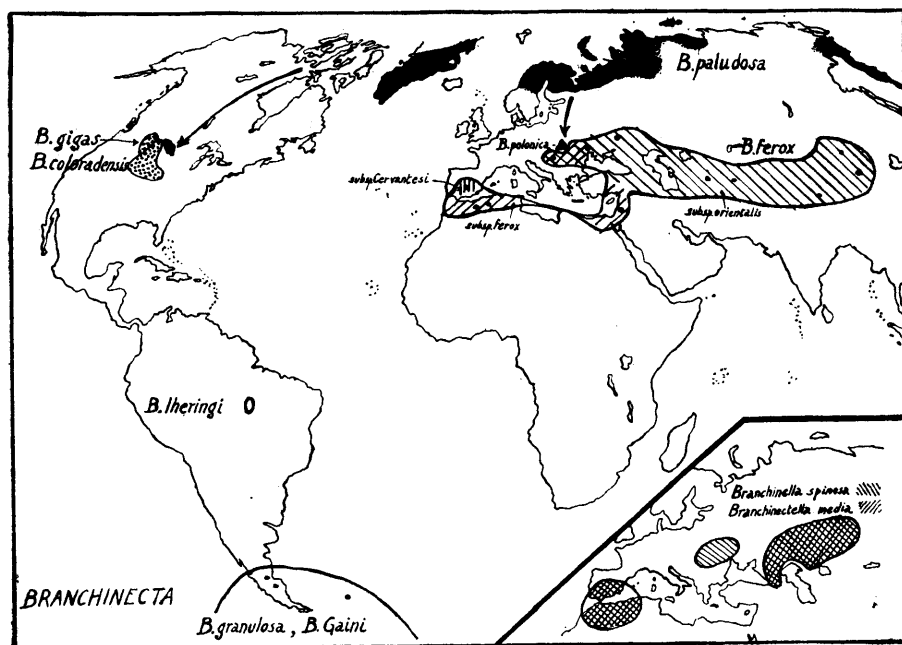 B.paludosa
B.gigas
B.coloradensis
B.polonica
B.ferox
subsp.Cervantesi
subsp.ferox
subsp.orientalis
B.Iheringi
Branchinella spinosa
Branchinectella media
BRANCHINECTA
B.granulosa, B.Gaini